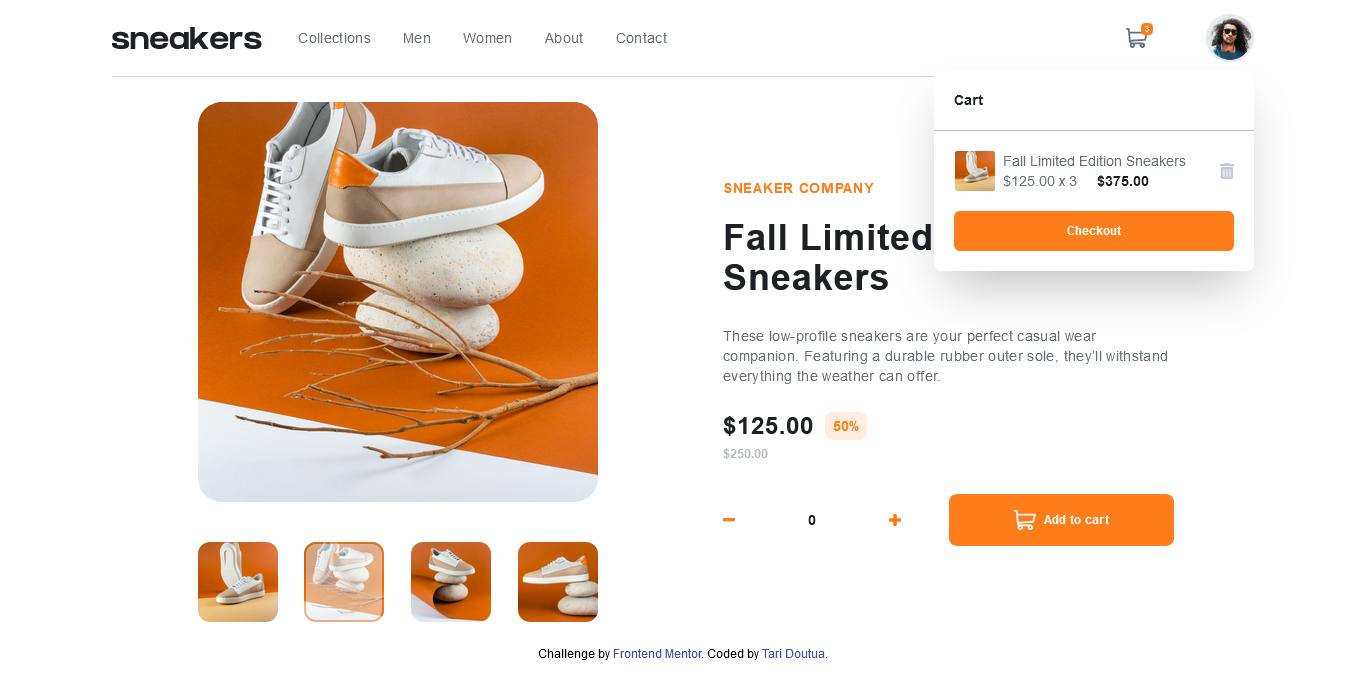 sneakers
Collections
Men
Women
About
Contact
3
Cart
Fall Limited Edition Sneakers
$125.00 x 3 $375.00
Checkout
SNEAKER COMPANY
Fall Limited
Sneakers
These low-profile sneakers are your perfect casual wear
companion. Featuring a durable rubber outer sole, they’ll withstand
everything the weather can offer.
$125.00 50%
$250.00
0
Add to cart
Challenge by Frontend Mentor. Coded by Tari Doutua.